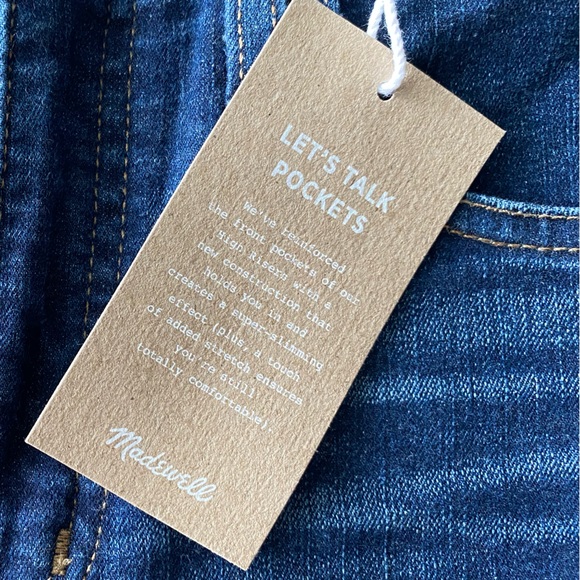 LET'S TALK
POCKETS
We've reinforced
the front pockets of our
High Risers with a
new construction that
holds you in and
creates a super-slimming
effect (plus, a touch
of added stretch ensures
you're still
totally comfortable).
Madewell